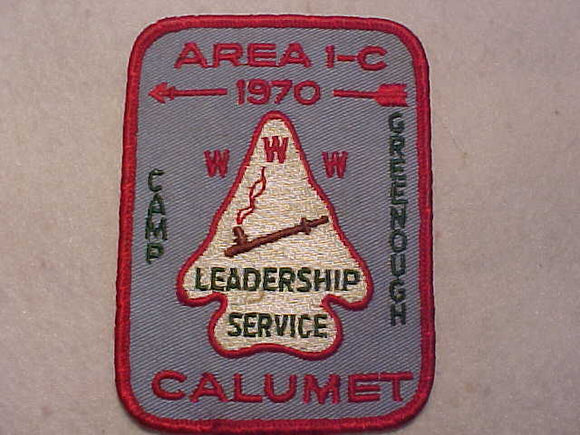 AREA 1-C
1970
W W W
CAMP
GREENOUGH
LEADERSHIP
SERVICE
CALUMET